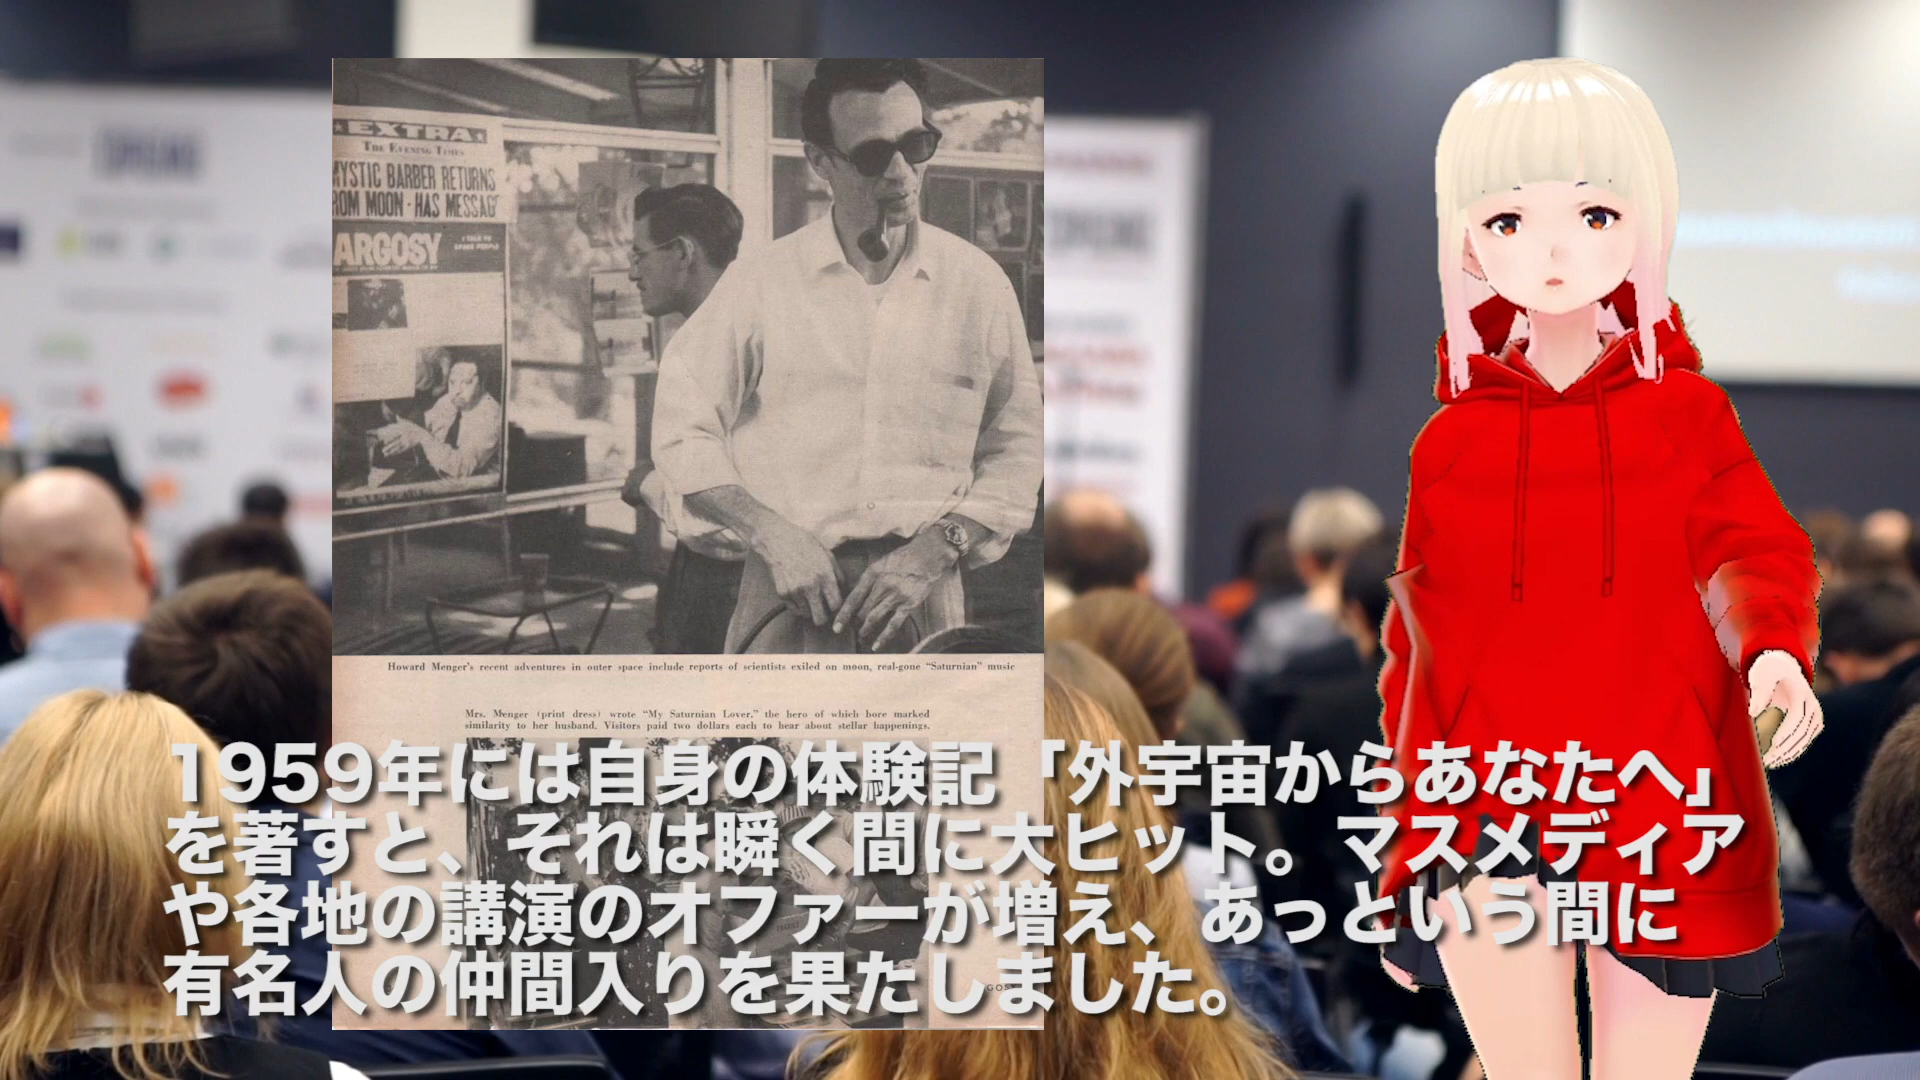 EXTRA
THE EVENING TIMES
MYSTIC BARBER RETURNS
FROM MOON · HAS MESSAG
ARGOSY
I TALK TO
SPACE PEOPLE
Howard Menger's recent adventures in outer space include reports of scientists exiled on moon, real-gone “Saturnian” music
Mrs. Menger (print dress) wrote “My Saturnian Lover,” the hero of which bore marked
similarity to her husband. Visitors paid two dollars each to hear about stellar happenings.
1959年には自身の体験記「外宇宙からあなたへ」
を著すと、それは瞬く間に大ヒット。マスメディア
や各地の講演のオファーが増え、あっという間に
有名人の仲間入りを果たしました。